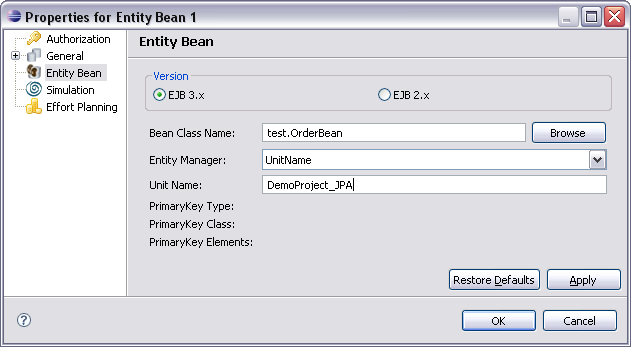 Properties for Entity Bean 1
Authorization
General
Entity Bean
Simulation
Effort Planning
Entity Bean
Version
EJB 3.x
EJB 2.x
Bean Class Name: test.OrderBean Browse
Entity Manager: UnitName
Unit Name: DemoProject_JPA
PrimaryKey Type:
PrimaryKey Class:
PrimaryKey Elements:
Restore Defaults Apply
? OK Cancel